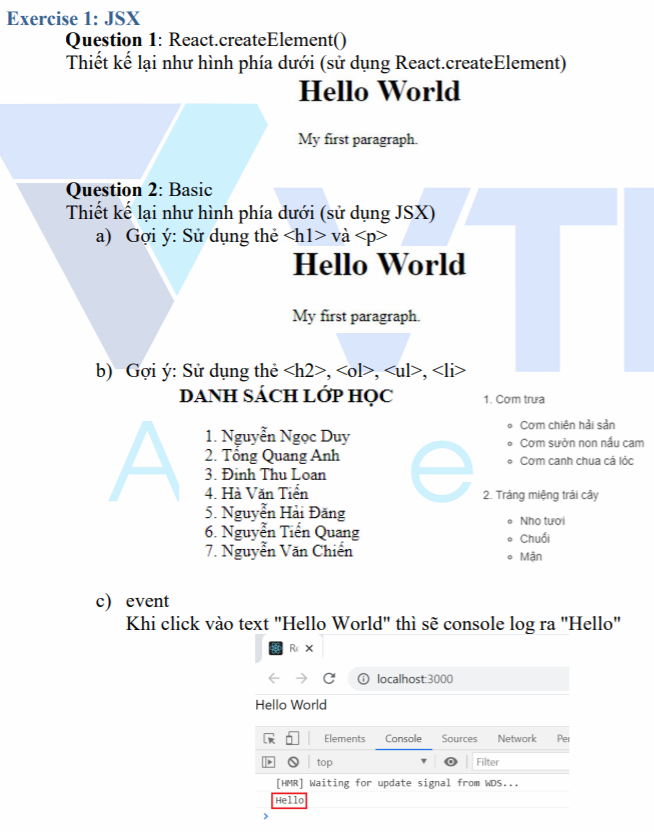 Exercise 1: JSX
Question 1: React.createElement()
Thiết kế lại như hình phía dưới (sử dụng React.createElement)
Hello World
My first paragraph.
Question 2: Basic
Thiết kế lại như hình phía dưới (sử dụng JSX)
a) Gợi ý: Sử dụng thẻ <h1> và <p>
Hello World
My first paragraph.
b) Gợi ý: Sử dụng thẻ <h2>, <ol>, <ul>, <li>
DANH SÁCH LỚP HỌC
1. Nguyễn Ngọc Duy
2. Tống Quang Anh
3. Đinh Thu Loan
4. Hà Văn Tiến
5. Nguyễn Hải Đăng
6. Nguyễn Tiến Quang
7. Nguyễn Văn Chiến
1. Cơm trưa
Cơm chiên hải sản
Cơm sườn non nấu cam
Cơm canh chua cá lóc
2. Tráng miệng trái cây
Nho tươi
Chuối
Mận
c) event
Khi click vào text "Hello World" thì sẽ console log ra "Hello"
localhost:3000
Hello World
Elements Console Sources Network
top Filter
[HMR] Waiting for update signal from WDS...
Hello